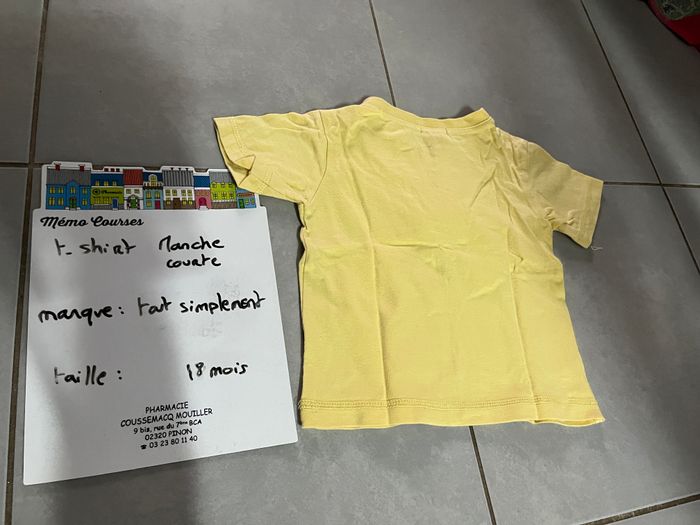 Mémo Courses
t-shirt Manche
courte
marque : tout simplement
taille : 18 mois
PHARMACIE
COUSSEMACQ MOUILLER
9 bis, rue du 7ème BCA
02320 PINON
☎ 03 23 80 11 40